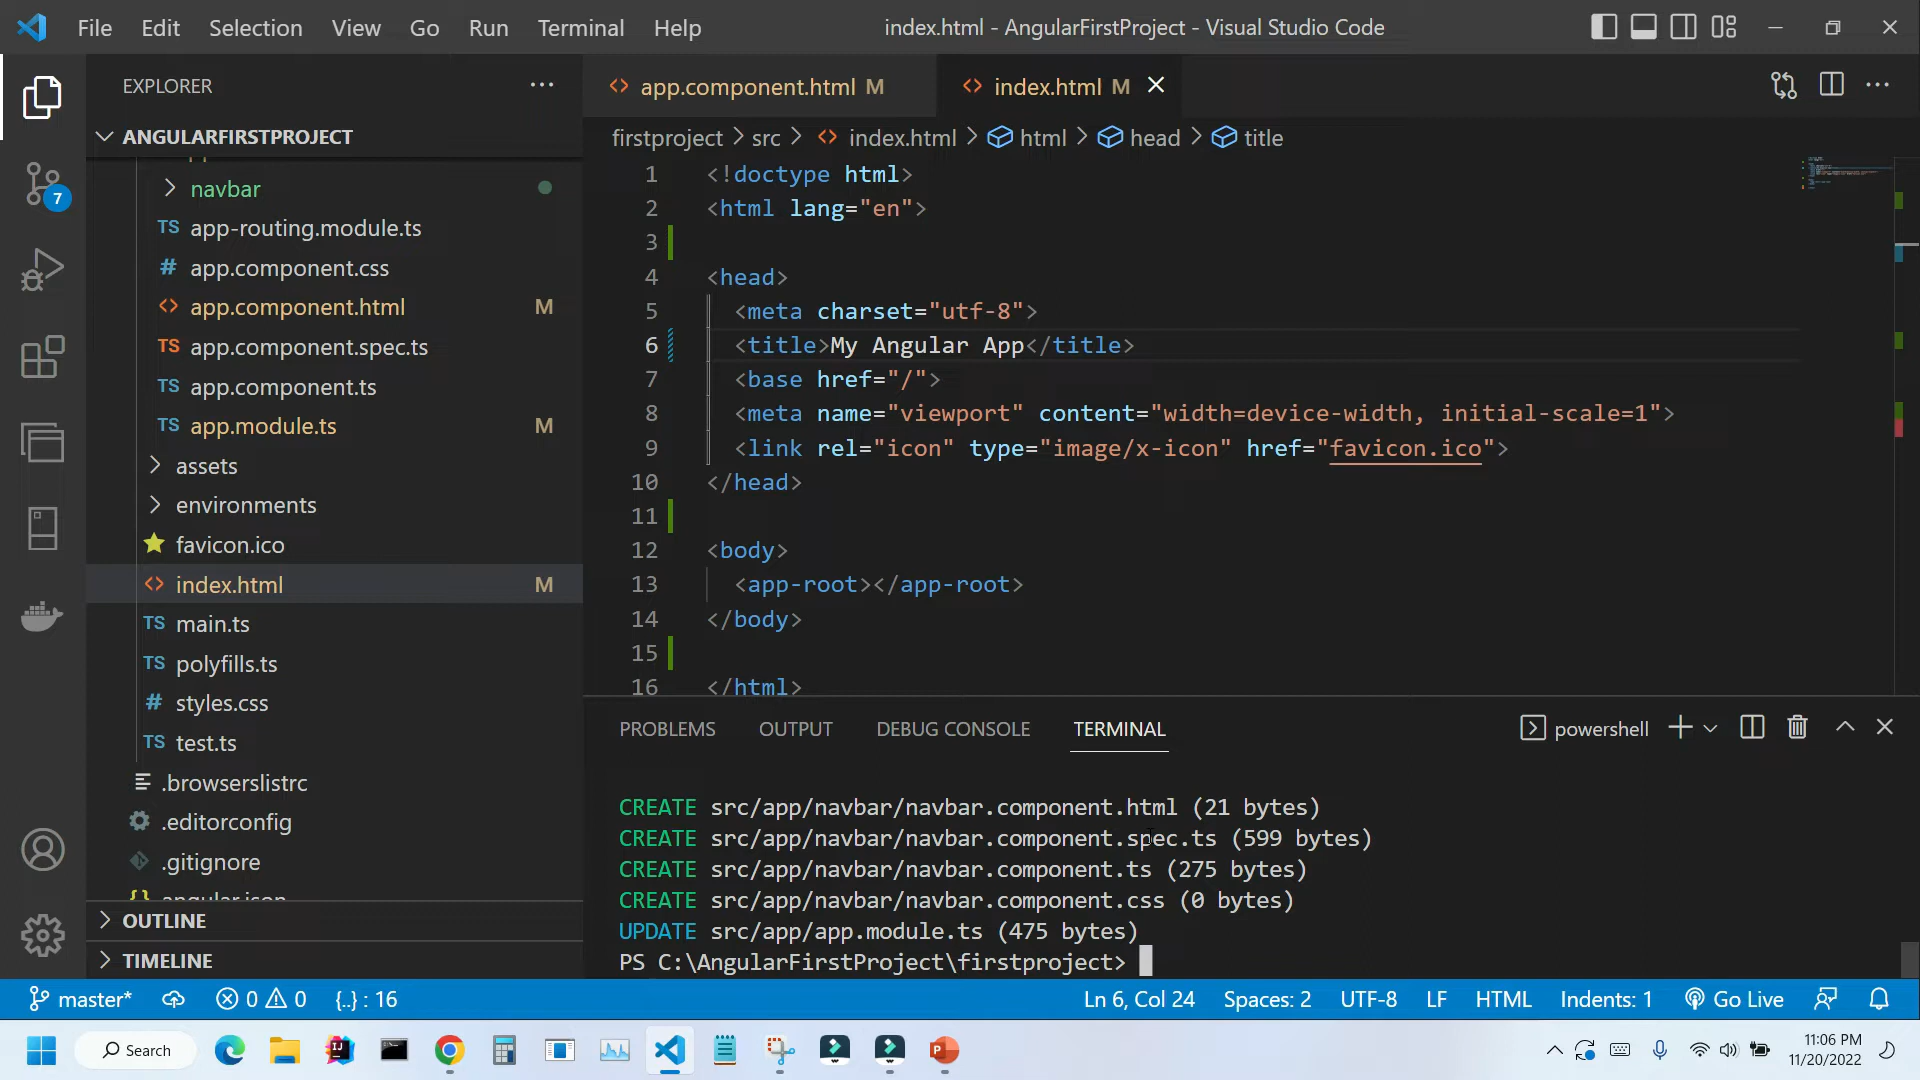 File Edit Selection View Go Run Terminal Help
index.html - AngularFirstProject - Visual Studio Code
EXPLORER
ANGULARFIRSTPROJECT
navbar
TS app-routing.module.ts
# app.component.css
<> app.component.html M
TS app.component.spec.ts
TS app.component.ts
TS app.module.ts M
assets
environments
favicon.ico
<> index.html M
TS main.ts
TS polyfills.ts
# styles.css
TS test.ts
.browserslistrc
.editorconfig
.gitignore
{} angular.json
OUTLINE
TIMELINE
7
<> app.component.html M
<> index.html M
firstproject > src > <> index.html > html > head > title
1 <!doctype html>
2 <html lang="en">
3
4 <head>
5 <meta charset="utf-8">
6 <title>My Angular App</title>
7 <base href="/">
8 <meta name="viewport" content="width=device-width, initial-scale=1">
9 <link rel="icon" type="image/x-icon" href="favicon.ico">
10 </head>
11
12 <body>
13 <app-root></app-root>
14 </body>
15
16 </html>
PROBLEMS OUTPUT DEBUG CONSOLE TERMINAL
powershell
CREATE src/app/navbar/navbar.component.html (21 bytes)
CREATE src/app/navbar/navbar.component.spec.ts (599 bytes)
CREATE src/app/navbar/navbar.component.ts (275 bytes)
CREATE src/app/navbar/navbar.component.css (0 bytes)
UPDATE src/app/app.module.ts (475 bytes)
PS C:\AngularFirstProject\firstproject>
master* 0 0 {..} : 16
Ln 6, Col 24 Spaces: 2 UTF-8 LF HTML Indents: 1 Go Live
Search
11:06 PM
11/20/2022